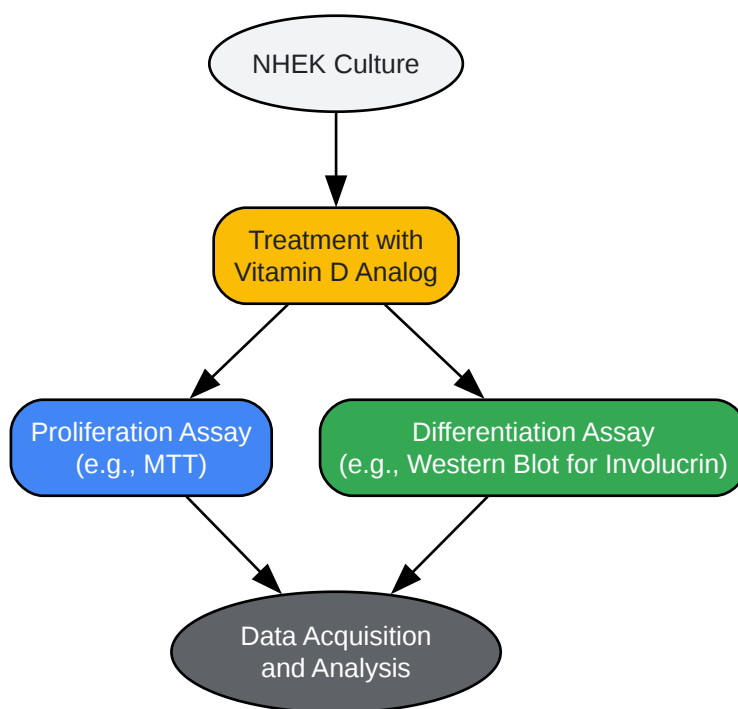 NHEK Culture
Treatment with
Vitamin D Analog
Proliferation Assay
(e.g., MTT)
Differentiation Assay
(e.g., Western Blot for Involucrin)
Data Acquisition
and Analysis